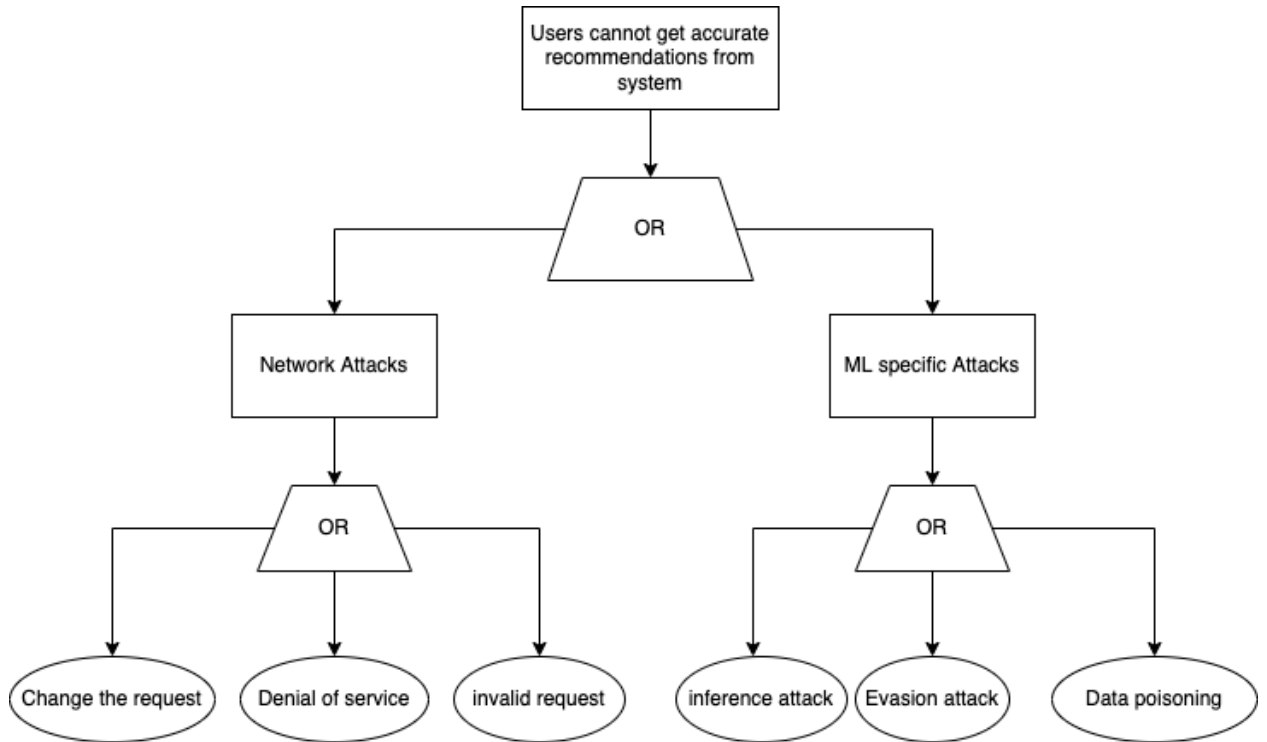 Users cannot get accurate
recommendations from
system
OR
Network Attacks
ML specific Attacks
OR
OR
Change the request
Denial of service
invalid request
inference attack
Evasion attack
Data poisoning